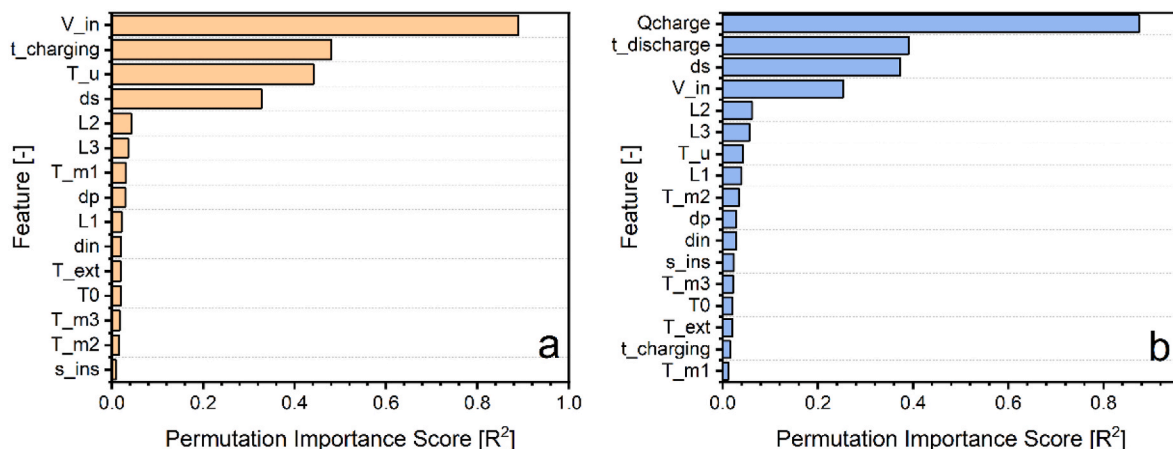 V_in
t_charging
T_u
ds
L2
L3
T_m1
dp
L1
din
T_ext
T0
T_m3
T_m2
s_ins
Feature [-]
0.0 0.2 0.4 0.6 0.8 1.0
Permutation Importance Score [R²]
a
Qcharge
t_discharge
ds
V_in
L2
L3
T_u
L1
T_m2
dp
din
s_ins
T_m3
T0
T_ext
t_charging
T_m1
Feature [-]
0.0 0.2 0.4 0.6 0.8
Permutation Importance Score [R²]
b